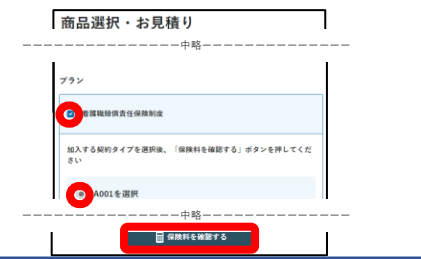 商品選択・お見積り
中略
プラン
看護職賠償責任保険制度
加入する契約タイプを選択後、「保険料を確認する」ボタンを押してくだ
さい
A001を選択
中略
保険料を確認する